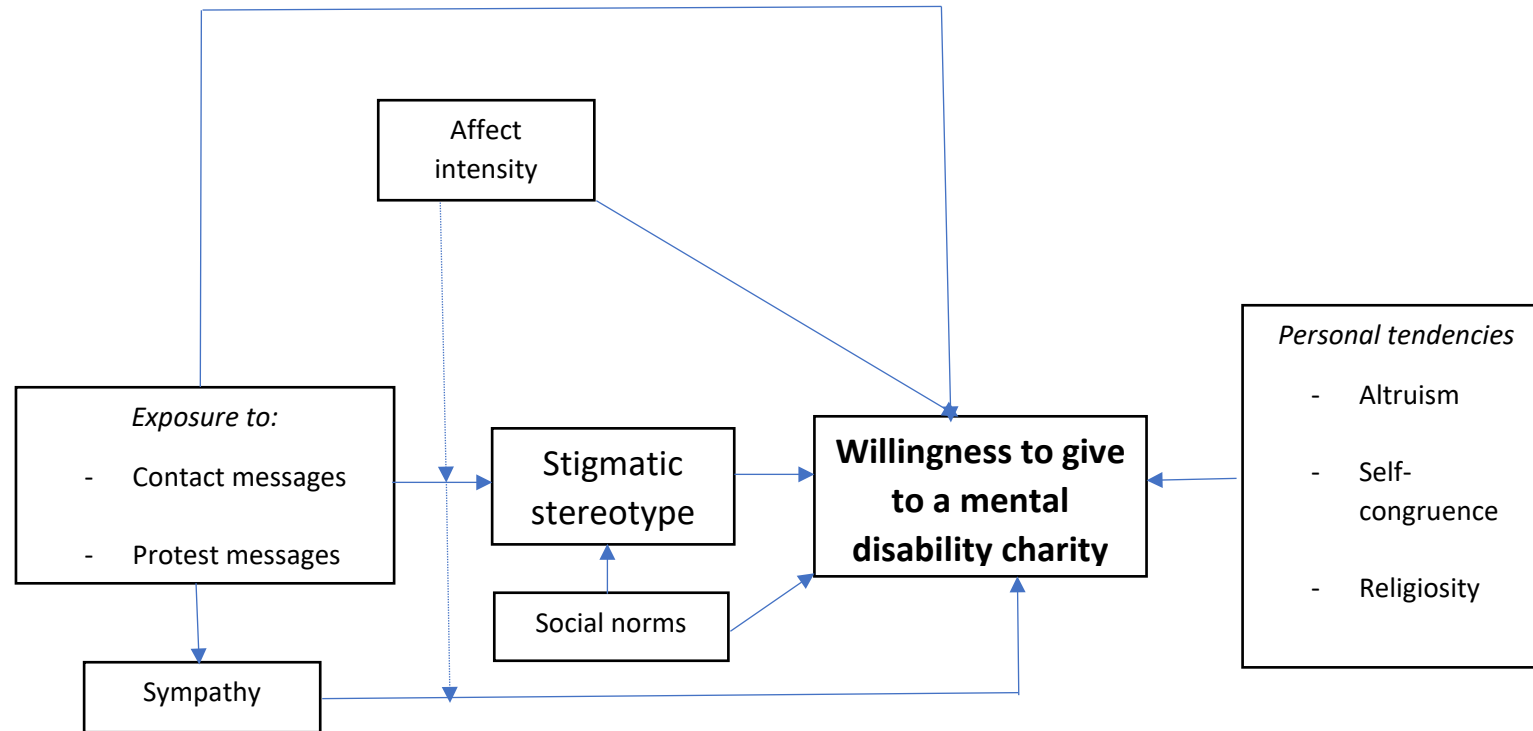 Affect
intensity
Exposure to:
- Contact messages
- Protest messages
Stigmatic
stereotype
Social norms
Sympathy
Willingness to give
to a mental
disability charity
Personal tendencies
- Altruism
- Self-
congruence
- Religiosity